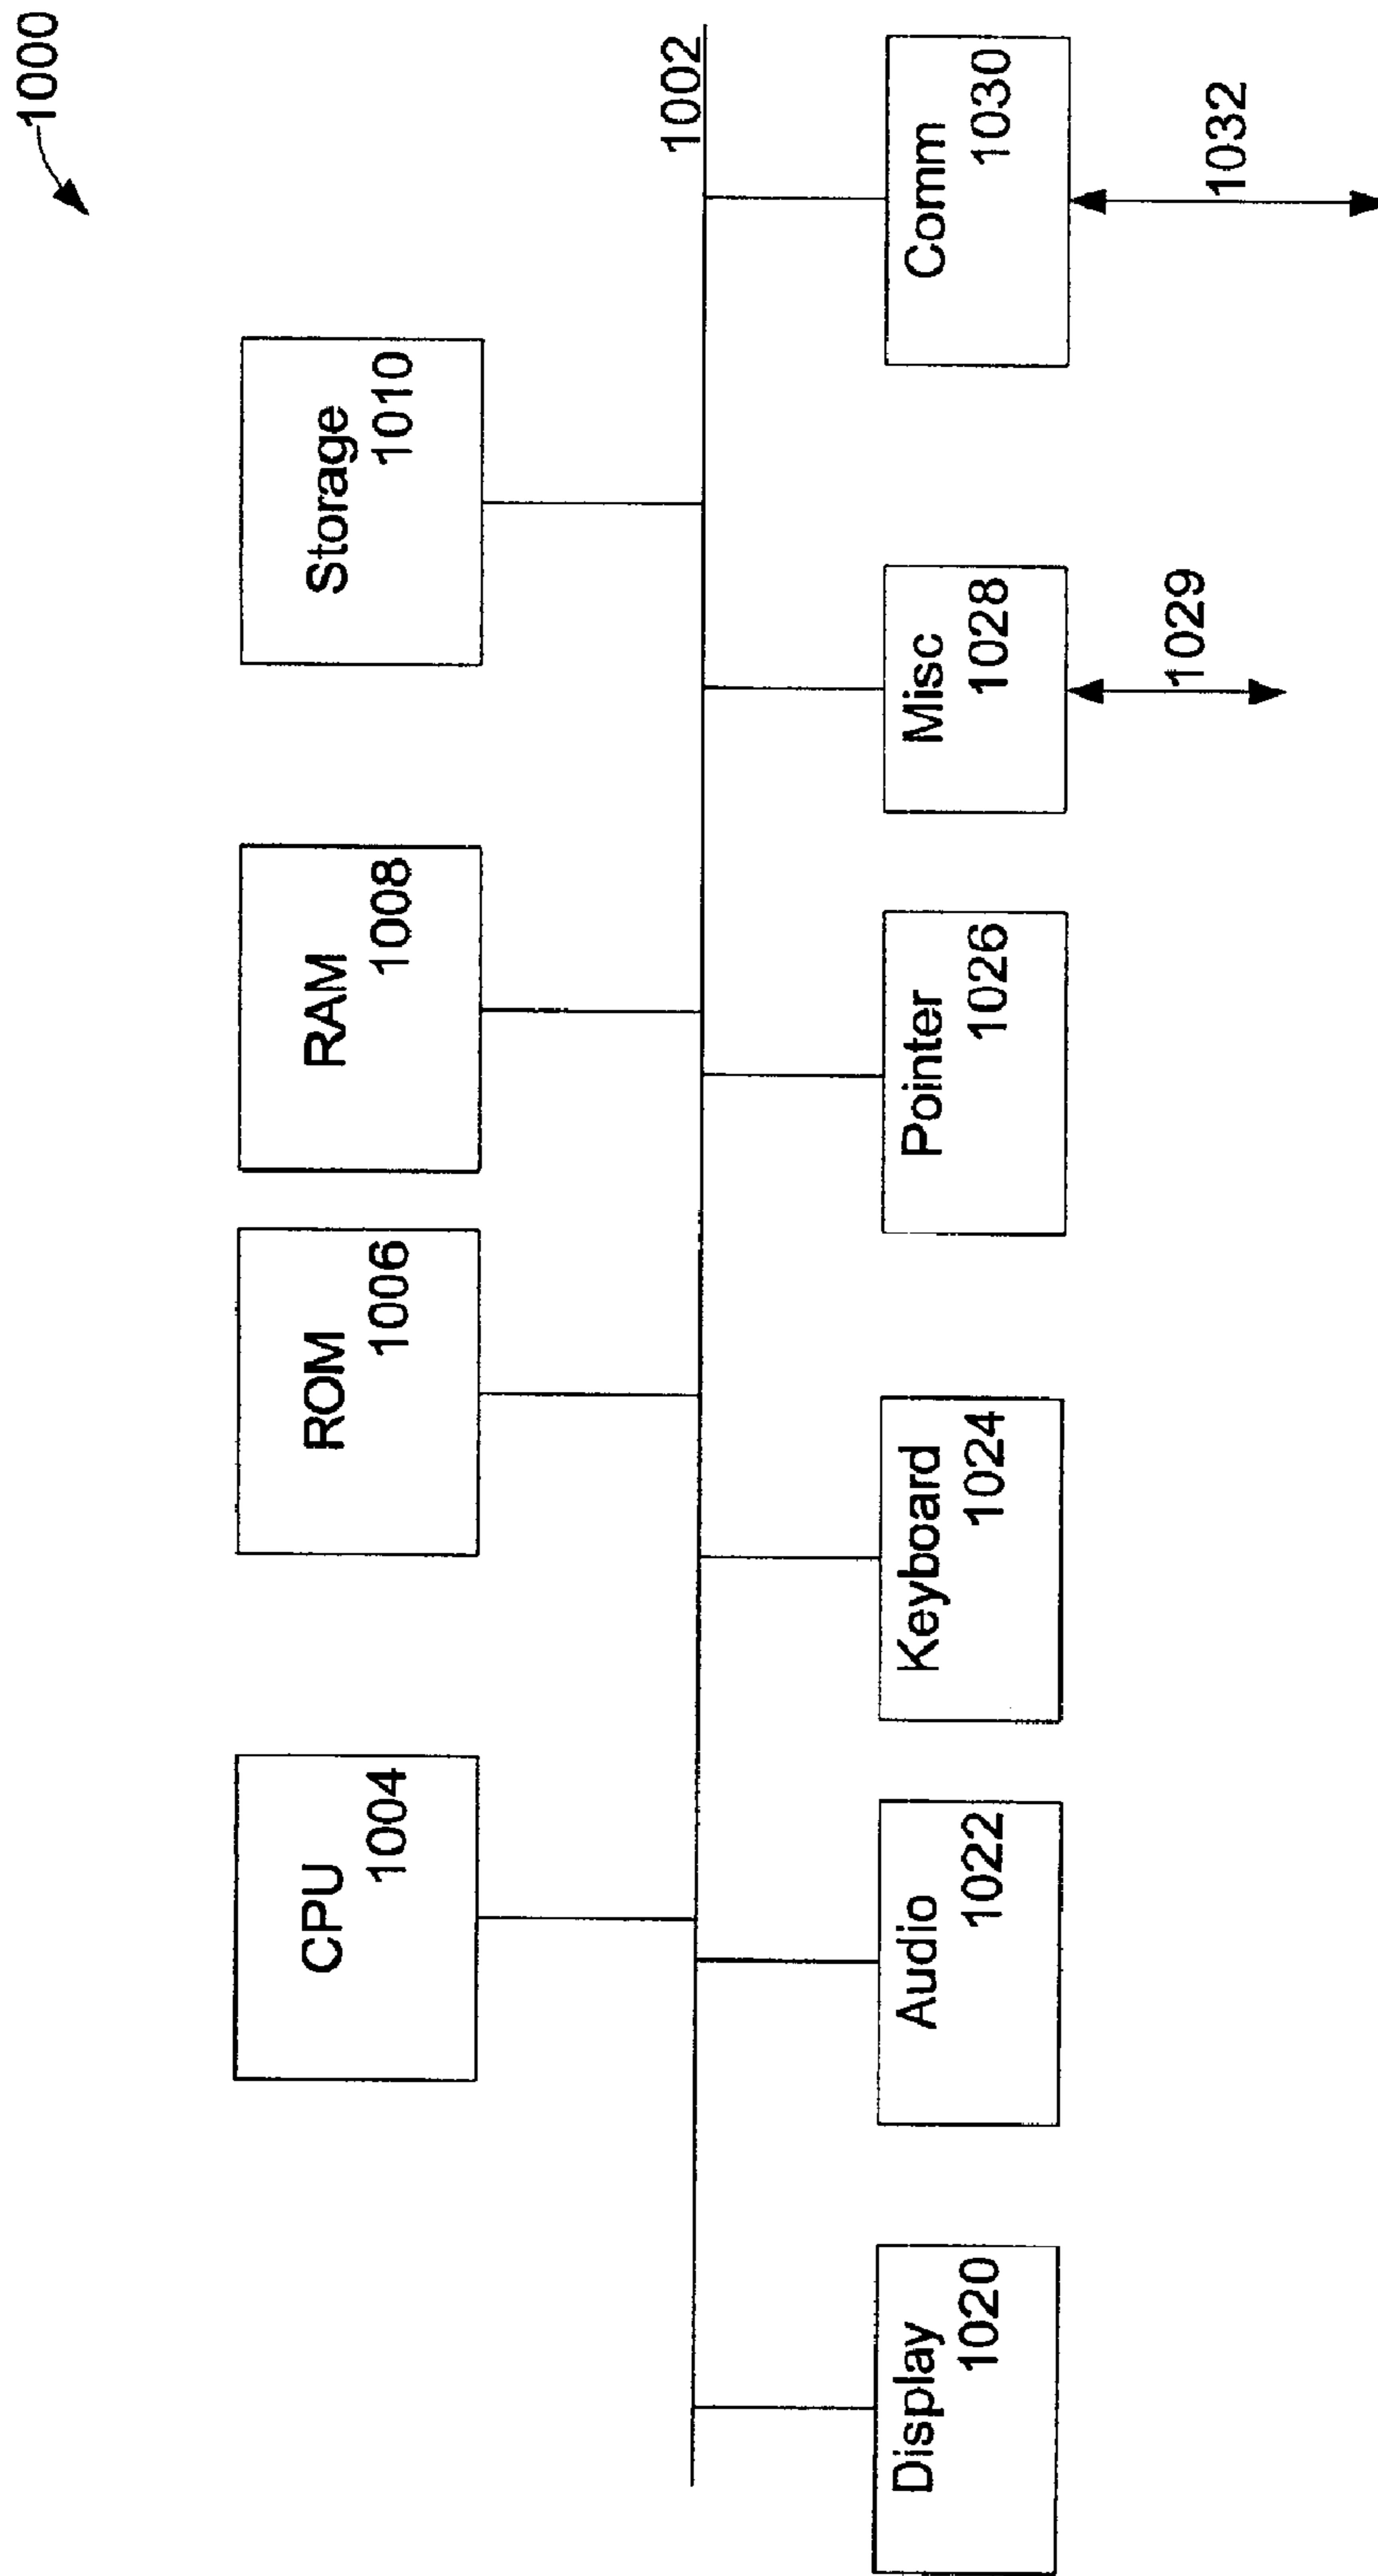 1000
CPU
1004
ROM
1006
RAM
1008
Storage
1010
1002
Display
1020
Audio
1022
Keyboard
1024
Pointer
1026
Misc
1028
Comm
1030
1029
1032